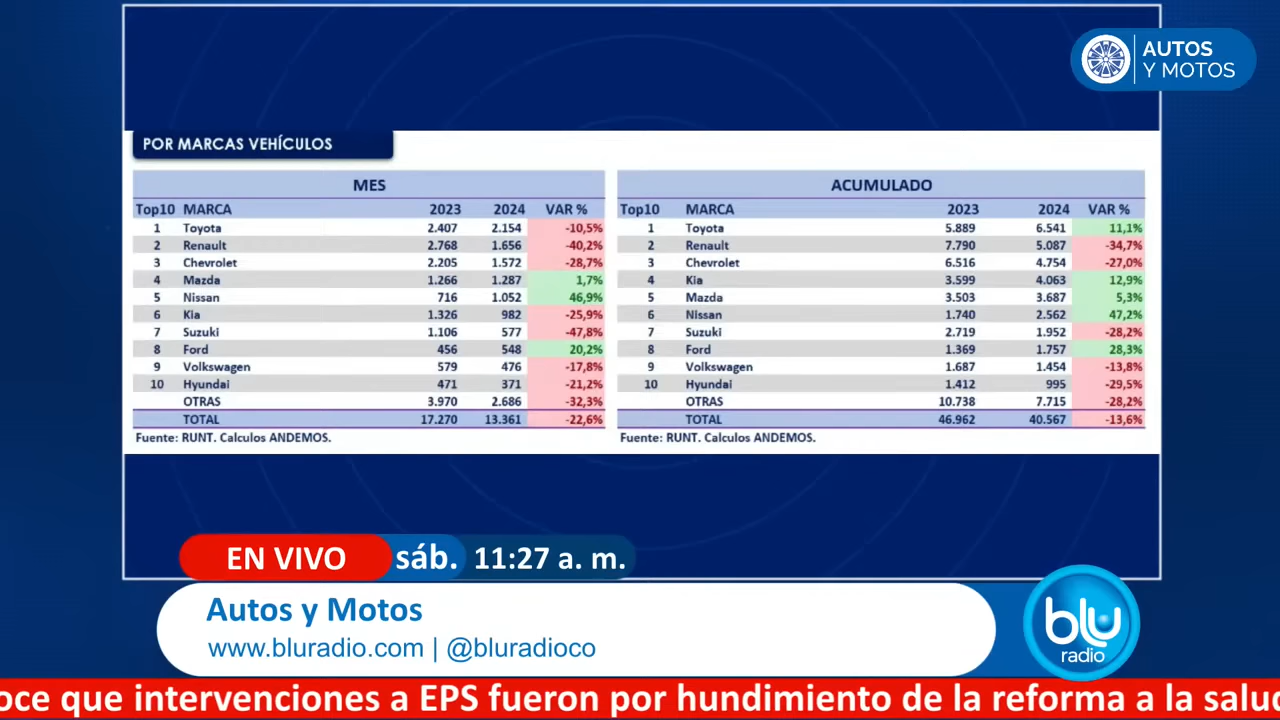 AUTOS
Y MOTOS
POR MARCAS VEHÍCULOS
MES
Top10 MARCA 2023 2024 VAR %
1 Toyota 2.407 2.154 -10,5%
2 Renault 2.768 1.656 -40,2%
3 Chevrolet 2.205 1.572 -28,7%
4 Mazda 1.266 1.287 1,7%
5 Nissan 716 1.052 46,9%
6 Kia 1.326 982 -25,9%
7 Suzuki 1.106 577 -47,8%
8 Ford 456 548 20,2%
9 Volkswagen 579 476 -17,8%
10 Hyundai 471 371 -21,2%
OTRAS 3.970 2.686 -32,3%
TOTAL 17.270 13.361 -22,6%
Fuente: RUNT. Calculos ANDEMOS.
ACUMULADO
Top10 MARCA 2023 2024 VAR %
1 Toyota 5.889 6.541 11,1%
2 Renault 7.790 5.087 -34,7%
3 Chevrolet 6.516 4.754 -27,0%
4 Kia 3.599 4.063 12,9%
5 Mazda 3.503 3.687 5,3%
6 Nissan 1.740 2.562 47,2%
7 Suzuki 2.719 1.952 -28,2%
8 Ford 1.369 1.757 28,3%
9 Volkswagen 1.687 1.454 -13,8%
10 Hyundai 1.412 995 -29,5%
OTRAS 10.738 7.715 -28,2%
TOTAL 46.962 40.567 -13,6%
Fuente: RUNT. Calculos ANDEMOS.
EN VIVO sáb. 11:27 a. m.
Autos y Motos
www.bluradio.com | @bluradioco
blu
radio
oce que intervenciones a EPS fueron por hundimiento de la reforma a la salud